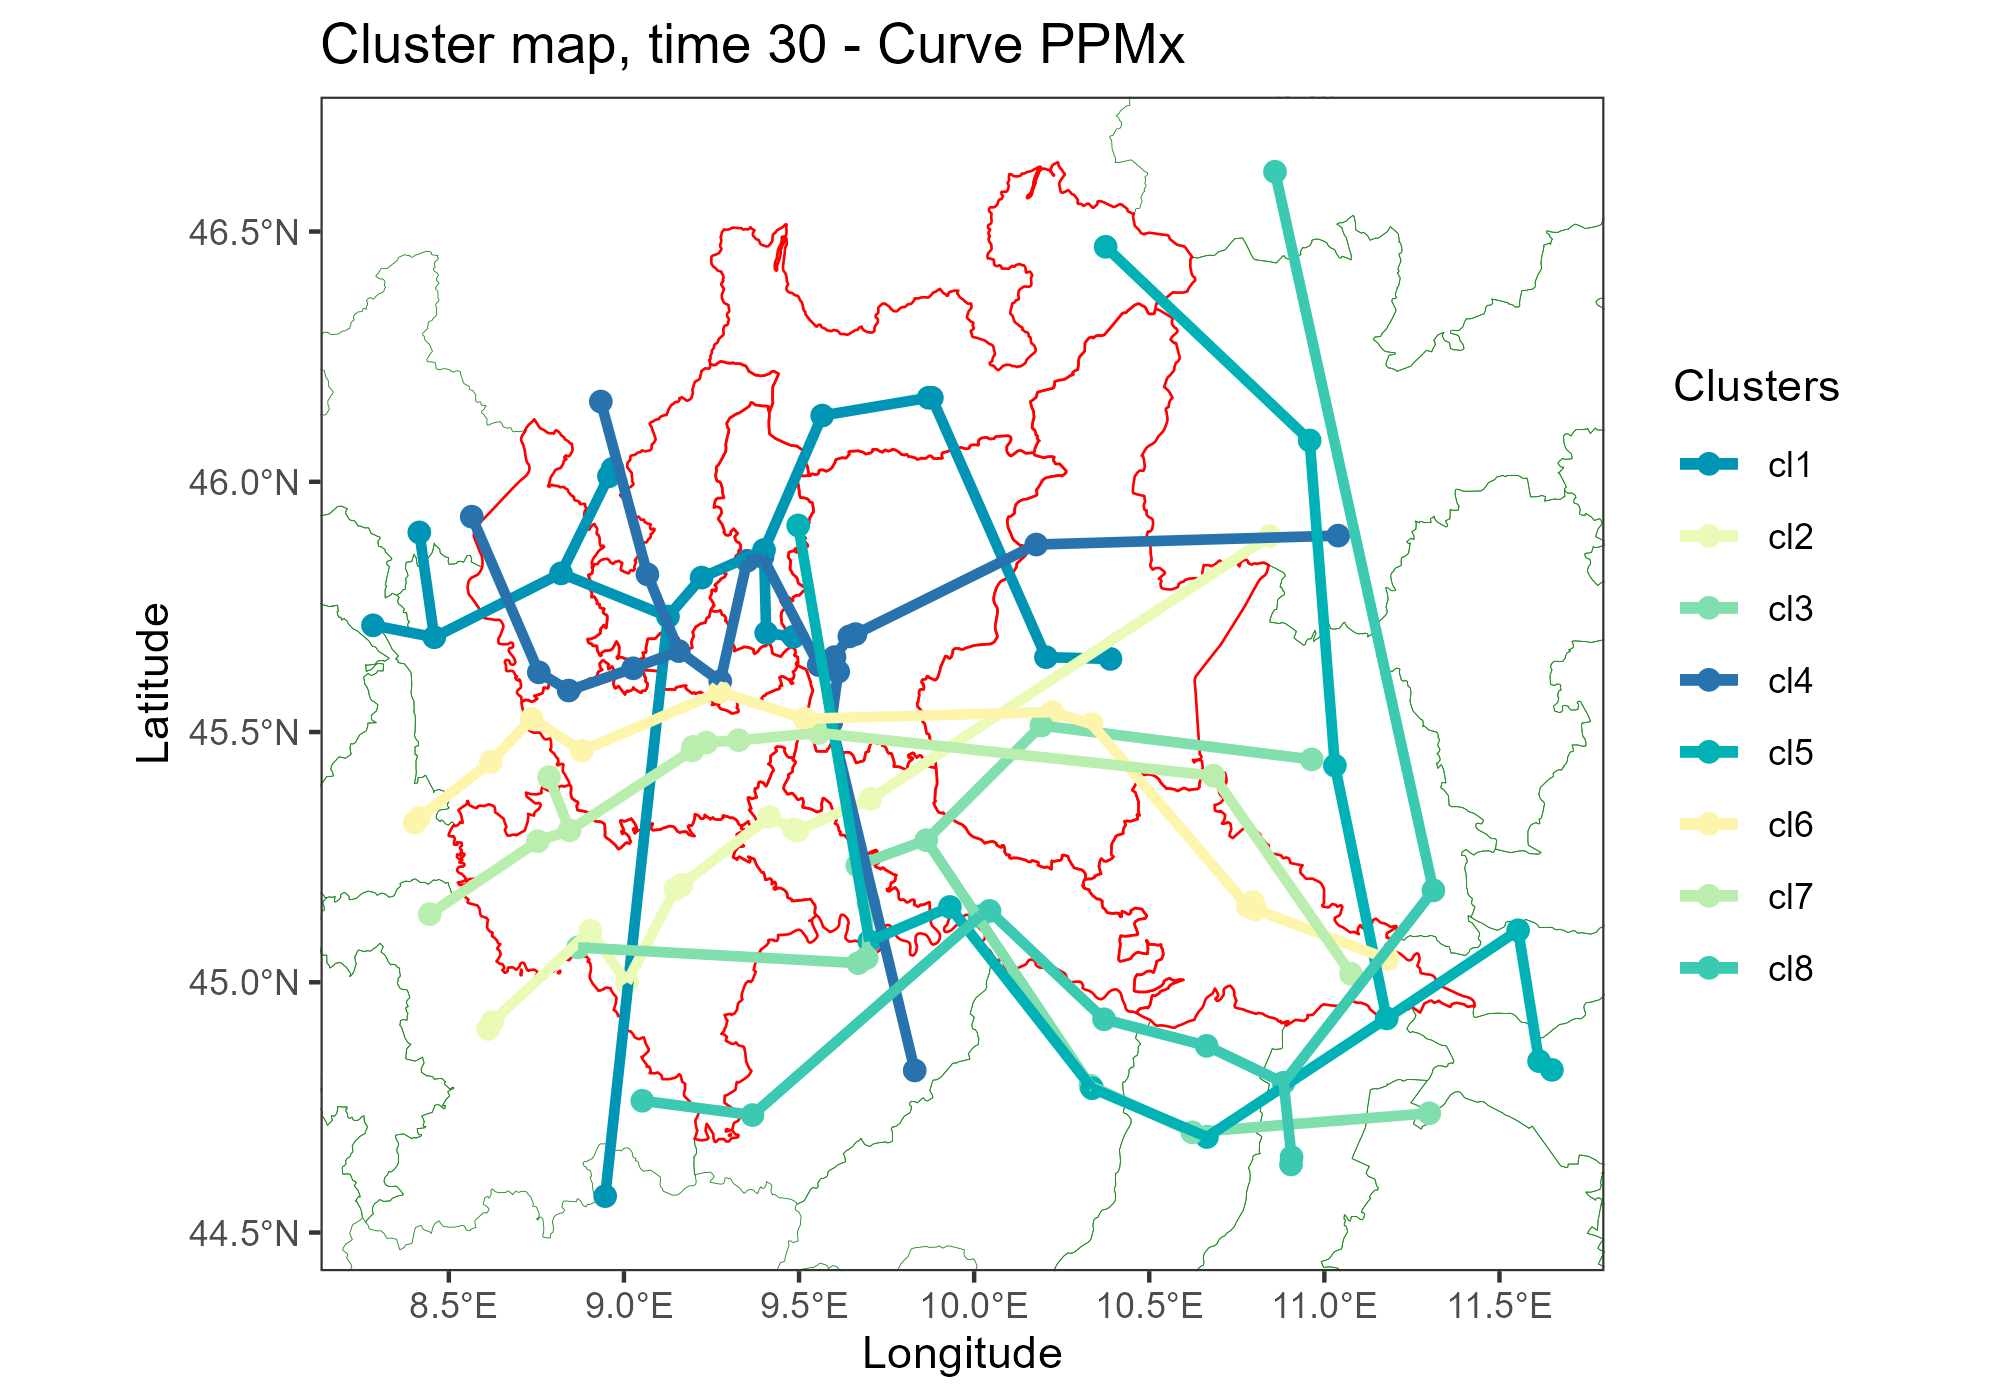 Cluster map, time 30 - Curve PPMx
46.5°N
46.0°N
45.5°N
45.0°N
44.5°N
Latitude
8.5°E
9.0°E
9.5°E
10.0°E
10.5°E
11.0°E
11.5°E
Longitude
Clusters
cl1
cl2
cl3
cl4
cl5
cl6
cl7
cl8